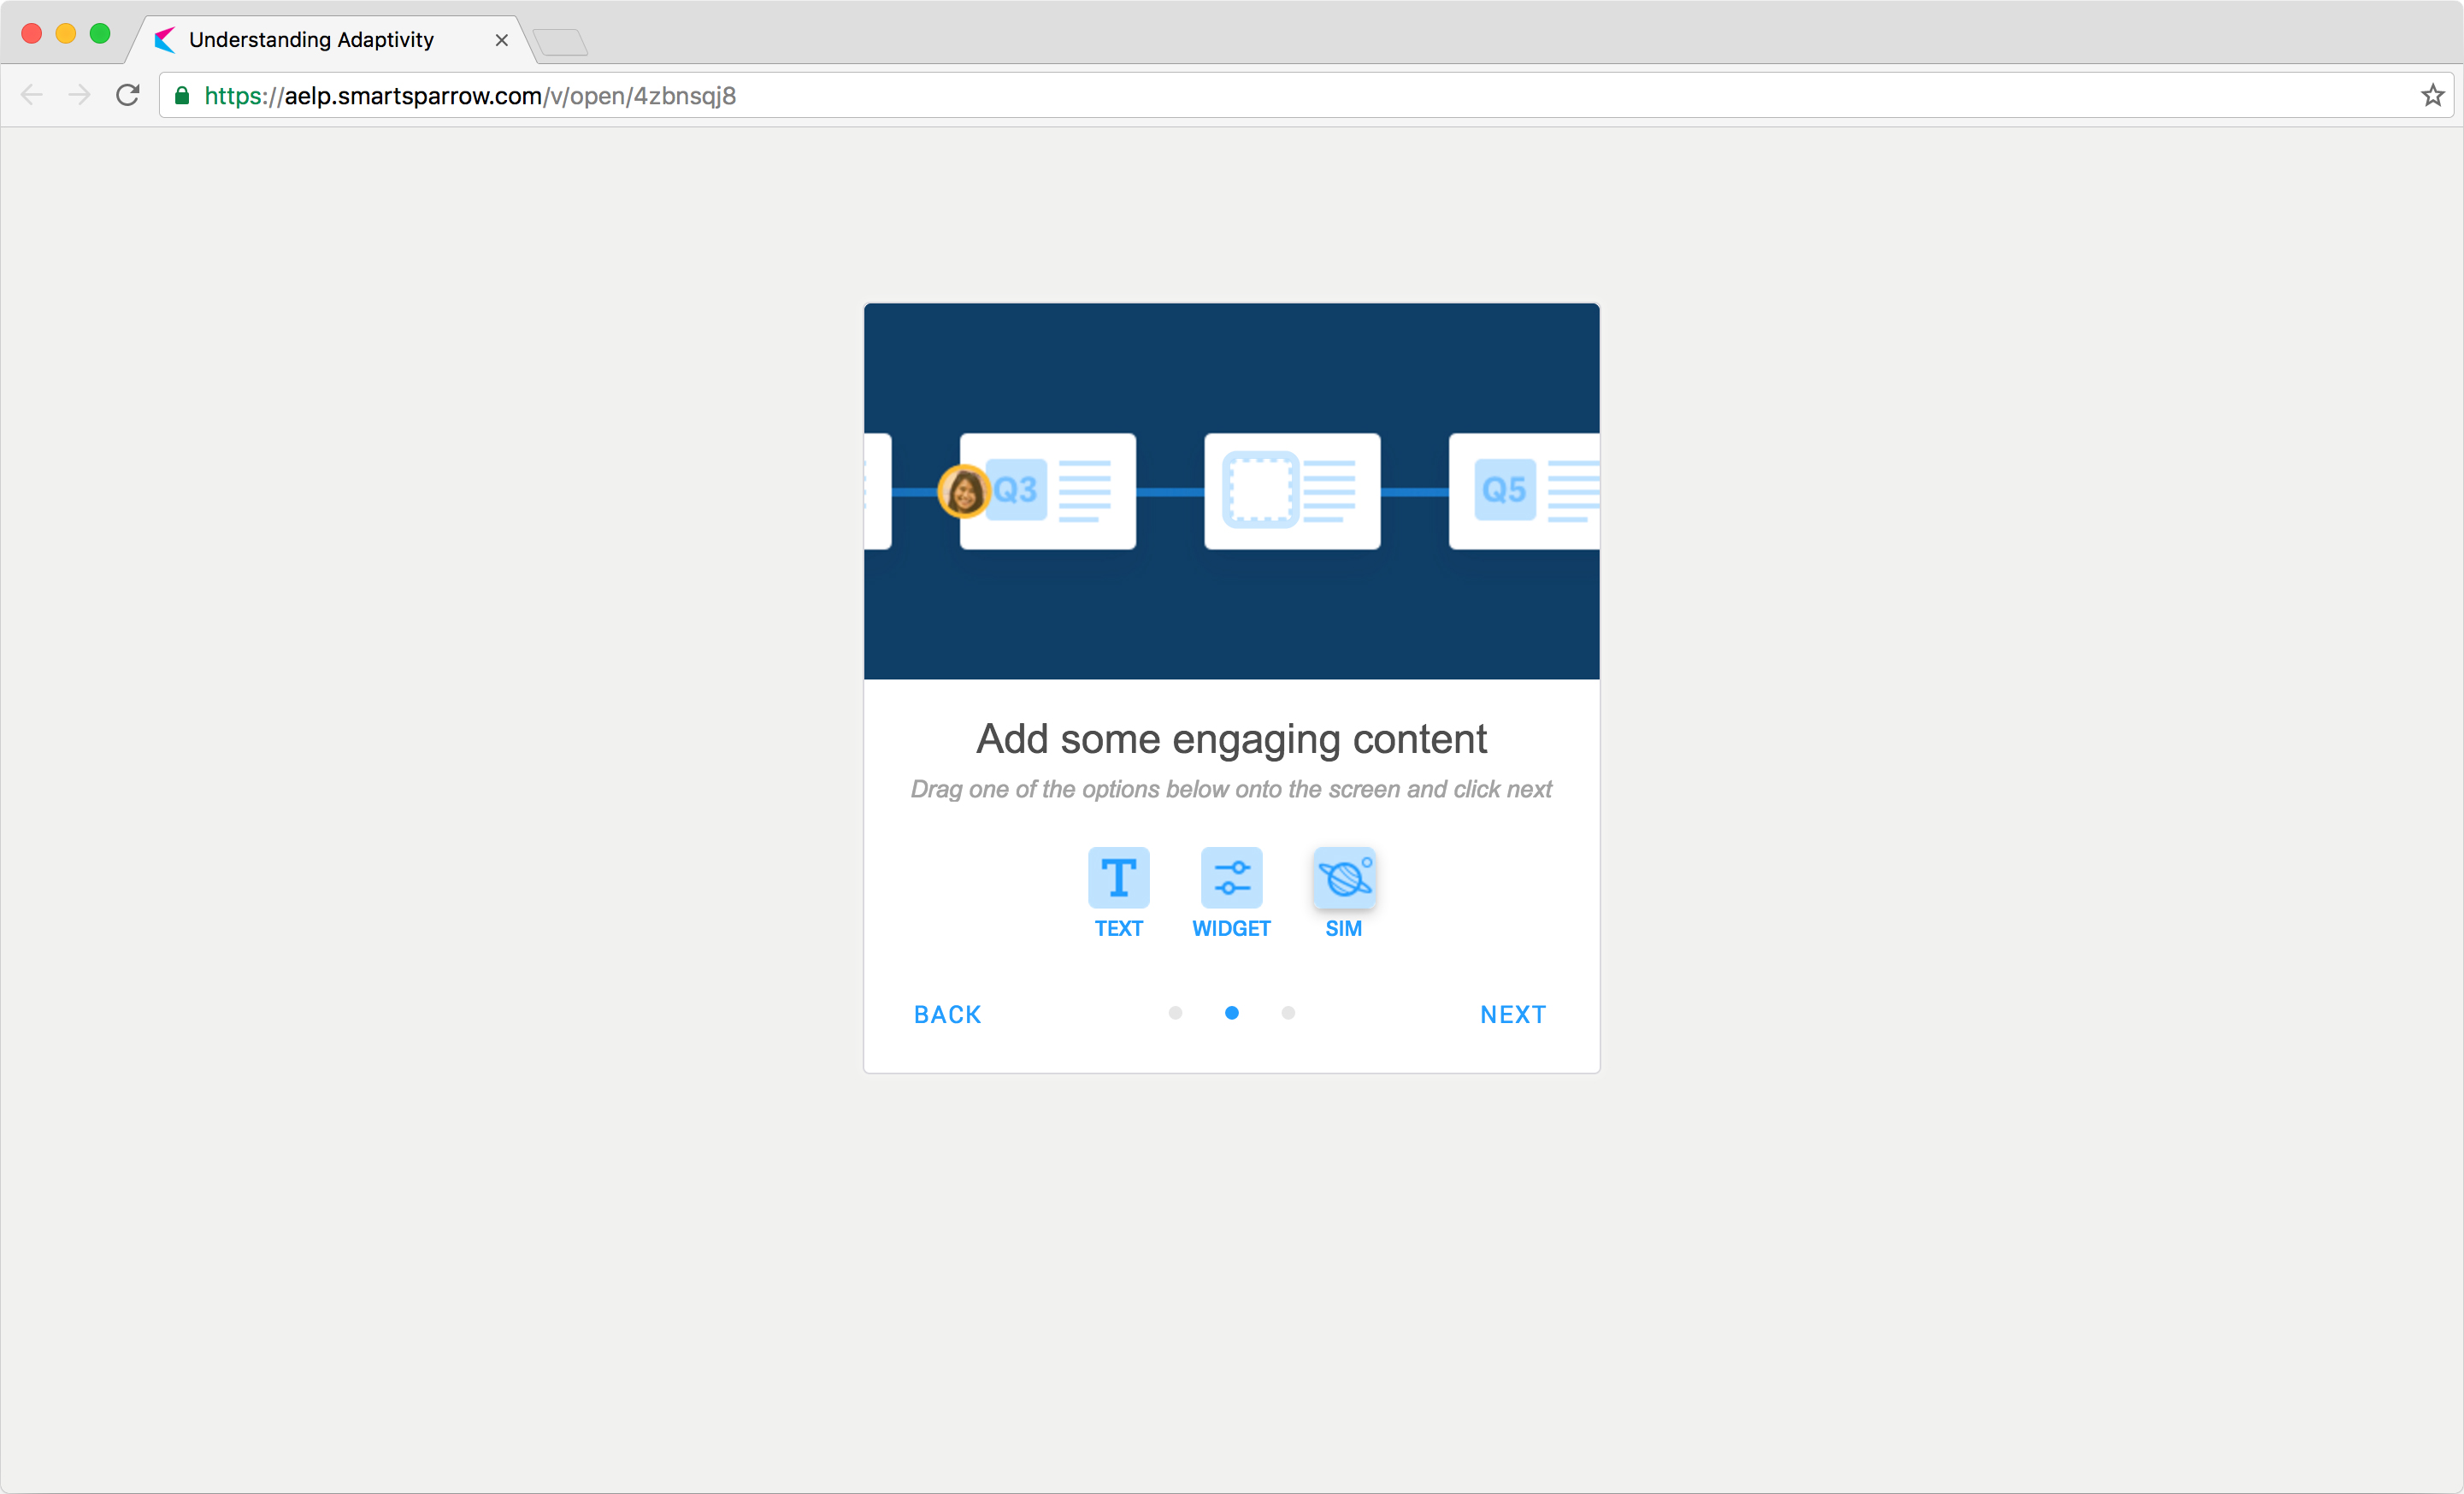 Understanding Adaptivity
https://aelp.smartsparrow.com/v/open/4zbnsqj8
Q3
Q5
Add some engaging content
Drag one of the options below onto the screen and click next
T
TEXT WIDGET SIM
BACK NEXT